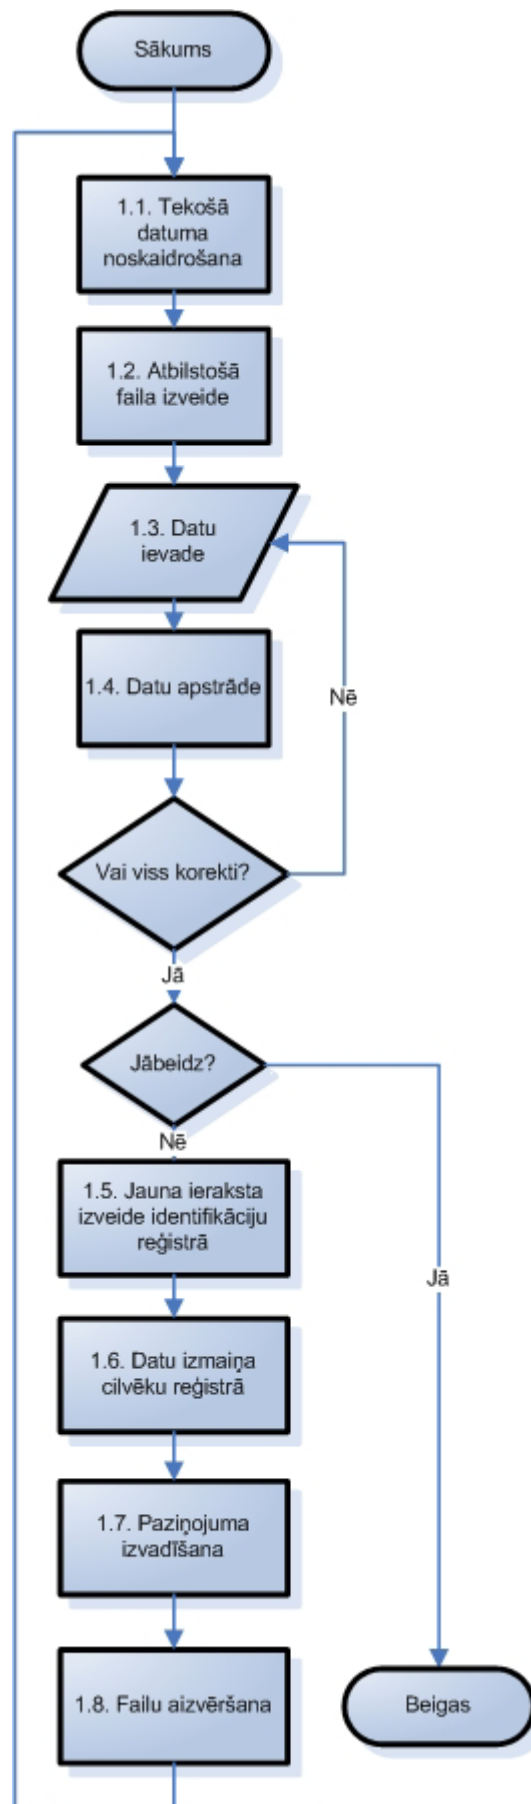 Sākums
1.1. Tekošā
datuma
noskaidrošana
1.2. Atbilstošā
faila izveide
1.3. Datu
ievade
1.4. Datu apstrāde
Nē
Vai viss korekti?
Jā
Jābeidz?
Nē
1.5. Jauna ieraksta
izveide identifikāciju
reģistrā
Jā
1.6. Datu izmaiņa
cilvēku reģistrā
1.7. Paziņojuma
izvadīšana
1.8. Failu aizvēršana
Beigas